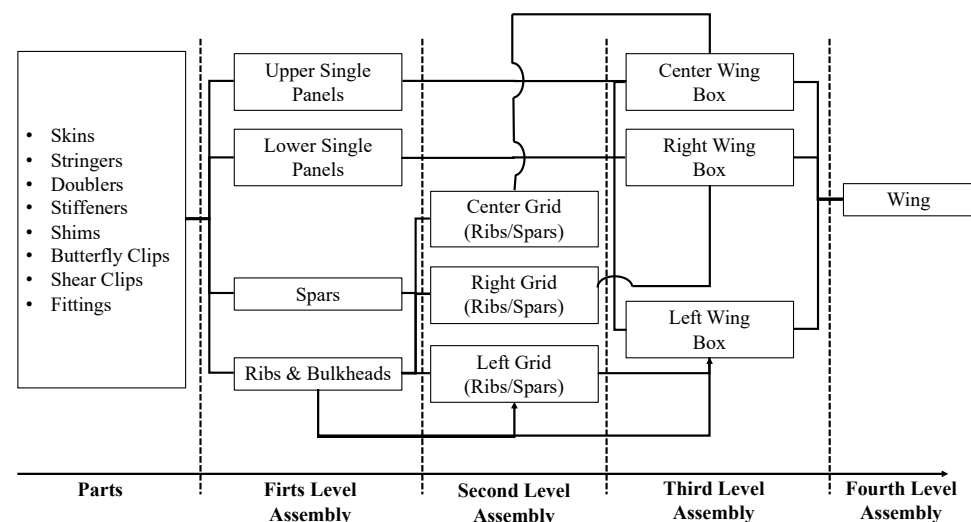 • Skins
• Stringers
• Doublers
• Stiffeners
• Shims
• Butterfly Clips
• Shear Clips
• Fittings
Upper Single
Panels
Lower Single
Panels
Spars
Ribs & Bulkheads
Center Grid
(Ribs/Spars)
Right Grid
(Ribs/Spars)
Left Grid
(Ribs/Spars)
Center Wing
Box
Right Wing
Box
Left Wing
Box
Wing
Parts
Firts Level
Assembly
Second Level
Assembly
Third Level
Assembly
Fourth Level
Assembly